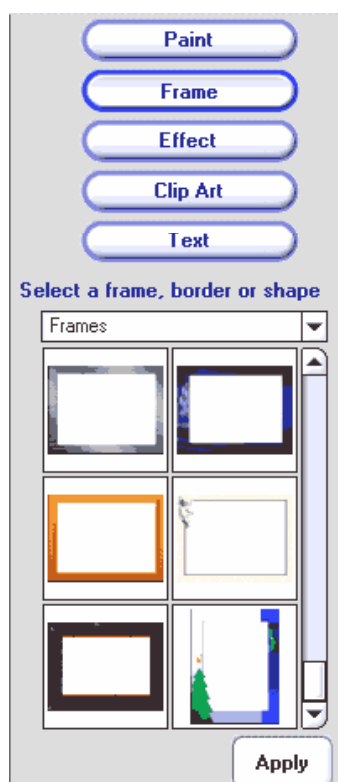 Paint
Frame
Effect
Clip Art
Text
Select a frame, border or shape
Frames
Apply